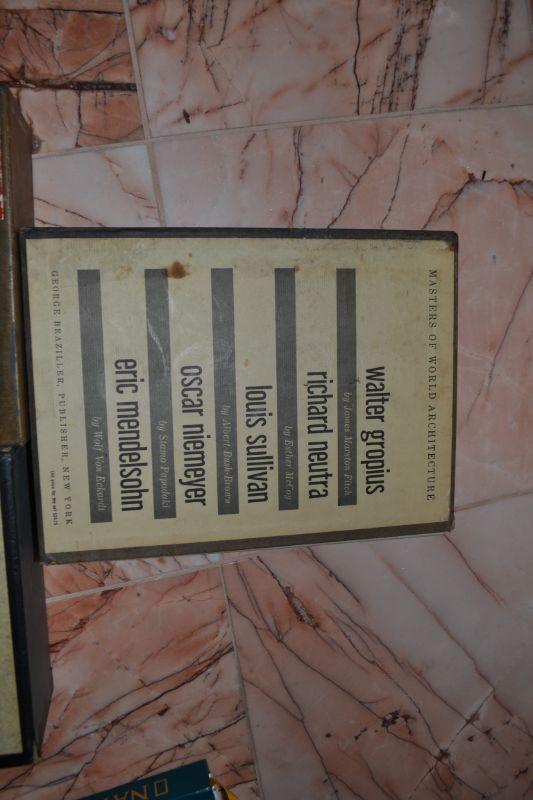 MASTERS OF WORLD ARCHITECTURE
walter gropius
by James Marston Fitch
richard neutra
by Esther McCoy
louis sullivan
by Albert Bush-Brown
oscar niemeyer
by Stamo Papadaki
eric mendelsohn
by Wolf Von Eckardt
GEORGE BRAZILLER, PUBLISHER, NEW YORK
NA